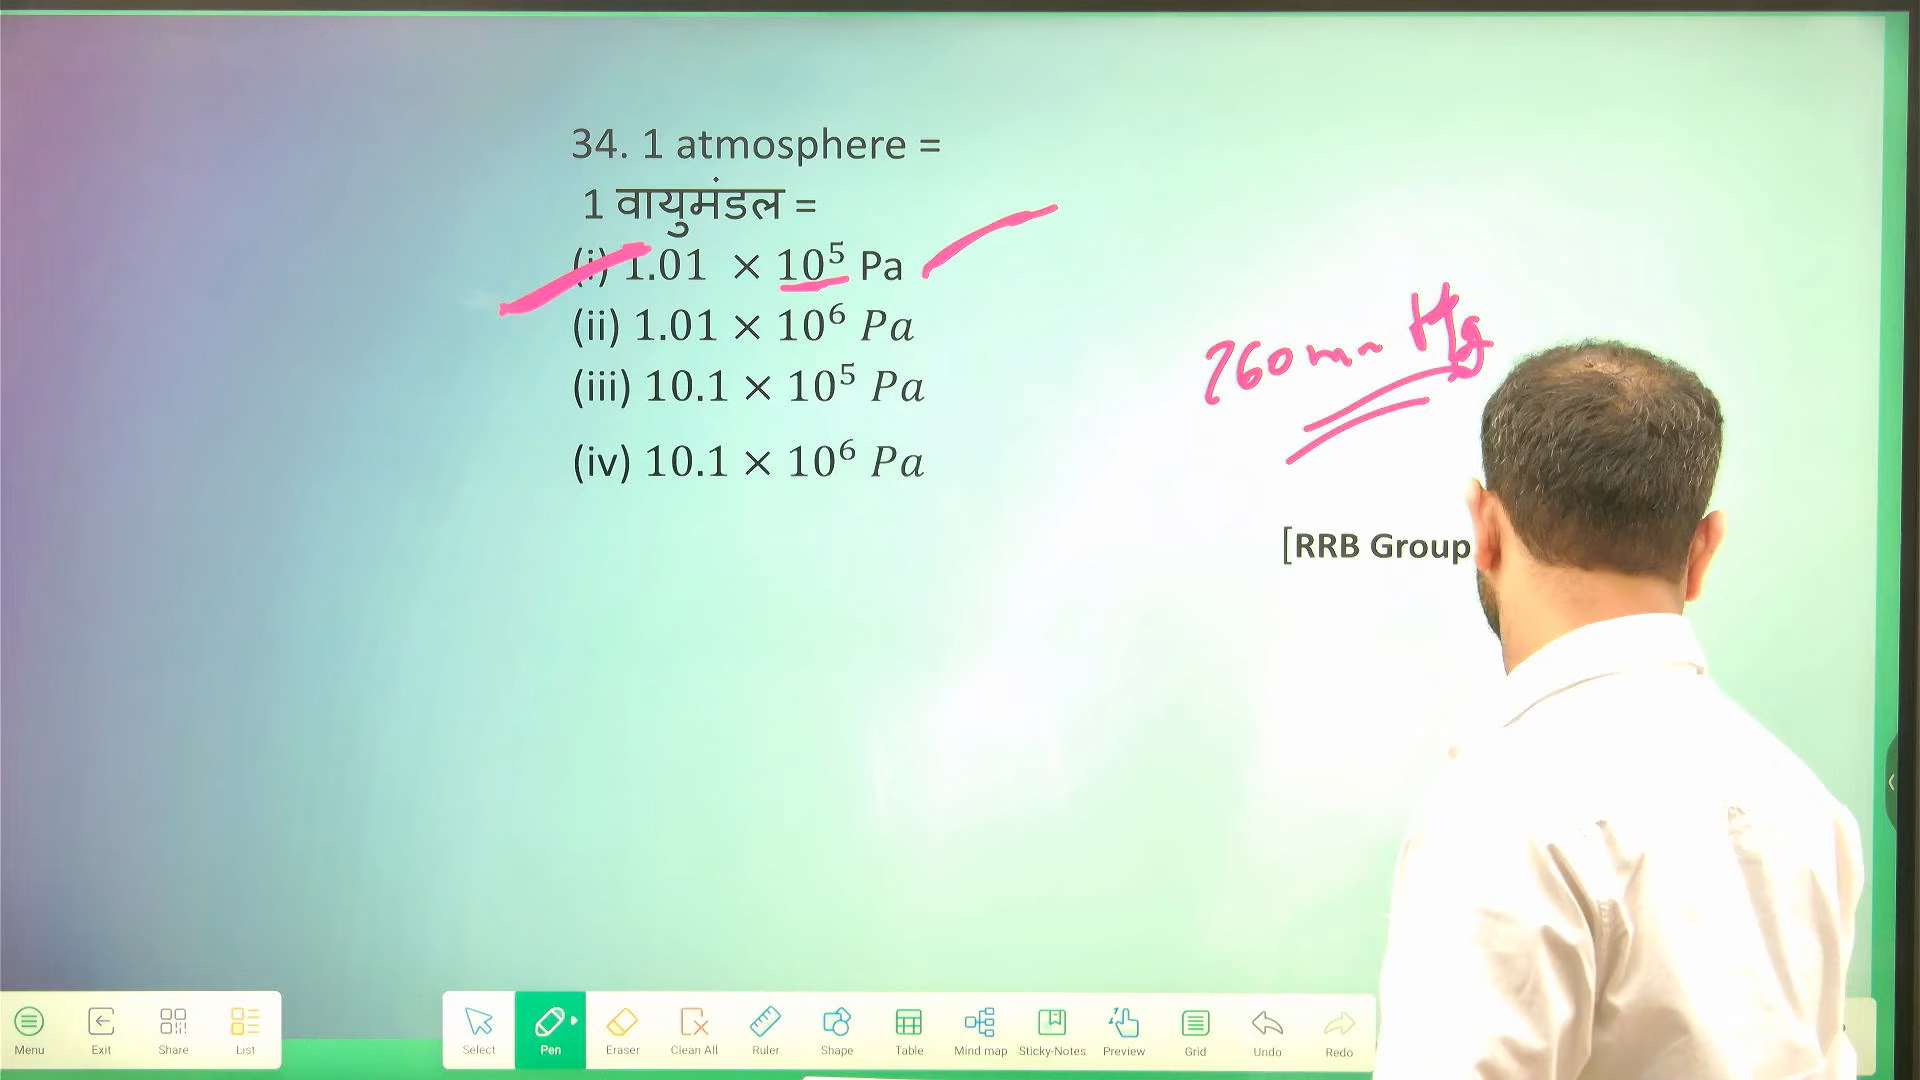 34. 1 atmosphere =
1 वायुमंडल =
(i) 1.01 × 10⁵ Pa
(ii) 1.01 × 10⁶ Pa
(iii) 10.1 × 10⁵ Pa
(iv) 10.1 × 10⁶ Pa
760mm Hg
[RRB Group
Menu Exit Share List Select Pen Eraser Clean All Ruler Shape Table Mind map Sticky-Notes Preview Grid Undo Redo